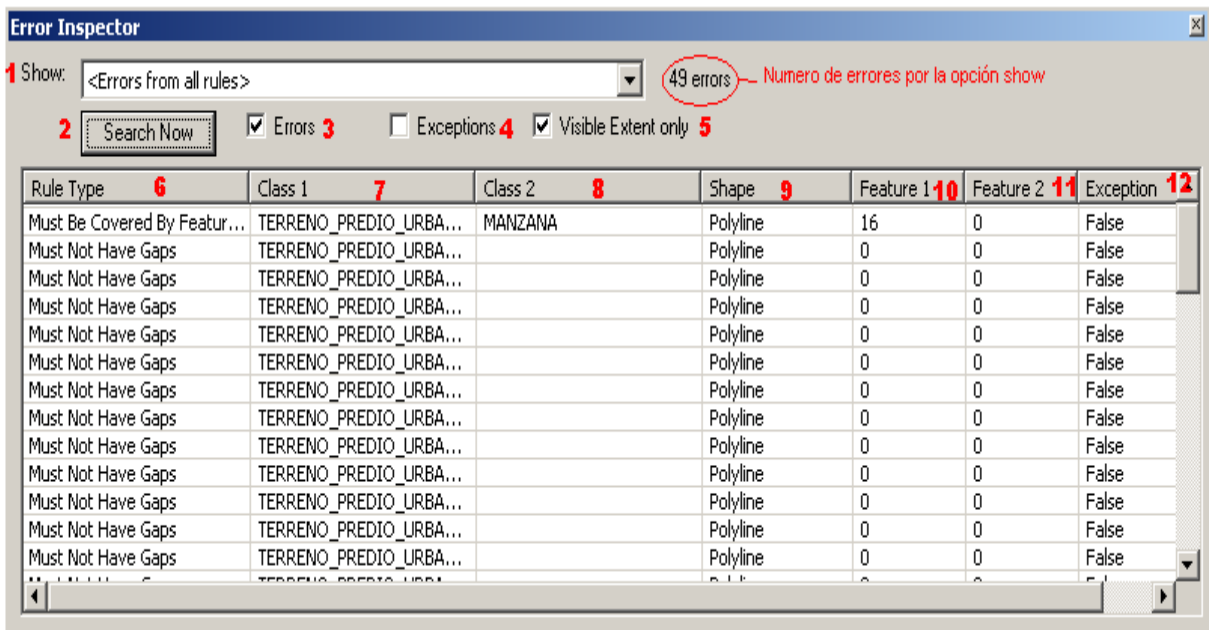 Error Inspector
1 Show: <Errors from all rules> 49 errors Numero de errores por la opción show
2 Search Now Errors 3 Exceptions 4 Visible Extent only 5
Rule Type 6 Class 1 7 Class 2 8 Shape 9 Feature 1 10 Feature 2 11 Exception 12
Must Be Covered By Featur... TERRENO_PREDIO_URBA... MANZANA Polyline 16 0 False
Must Not Have Gaps TERRENO_PREDIO_URBA... Polyline 0 0 False
Must Not Have Gaps TERRENO_PREDIO_URBA... Polyline 0 0 False
Must Not Have Gaps TERRENO_PREDIO_URBA... Polyline 0 0 False
Must Not Have Gaps TERRENO_PREDIO_URBA... Polyline 0 0 False
Must Not Have Gaps TERRENO_PREDIO_URBA... Polyline 0 0 False
Must Not Have Gaps TERRENO_PREDIO_URBA... Polyline 0 0 False
Must Not Have Gaps TERRENO_PREDIO_URBA... Polyline 0 0 False
Must Not Have Gaps TERRENO_PREDIO_URBA... Polyline 0 0 False
Must Not Have Gaps TERRENO_PREDIO_URBA... Polyline 0 0 False
Must Not Have Gaps TERRENO_PREDIO_URBA... Polyline 0 0 False
Must Not Have Gaps TERRENO_PREDIO_URBA... Polyline 0 0 False
Must Not Have Gaps TERRENO_PREDIO_URBA... Polyline 0 0 False